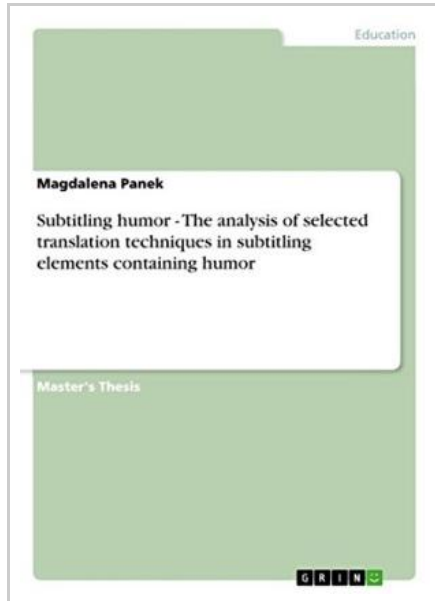 Education
Magdalena Panek
Subtitling humor - The analysis of selected
translation techniques in subtitling
elements containing humor
Master's Thesis
GRIN